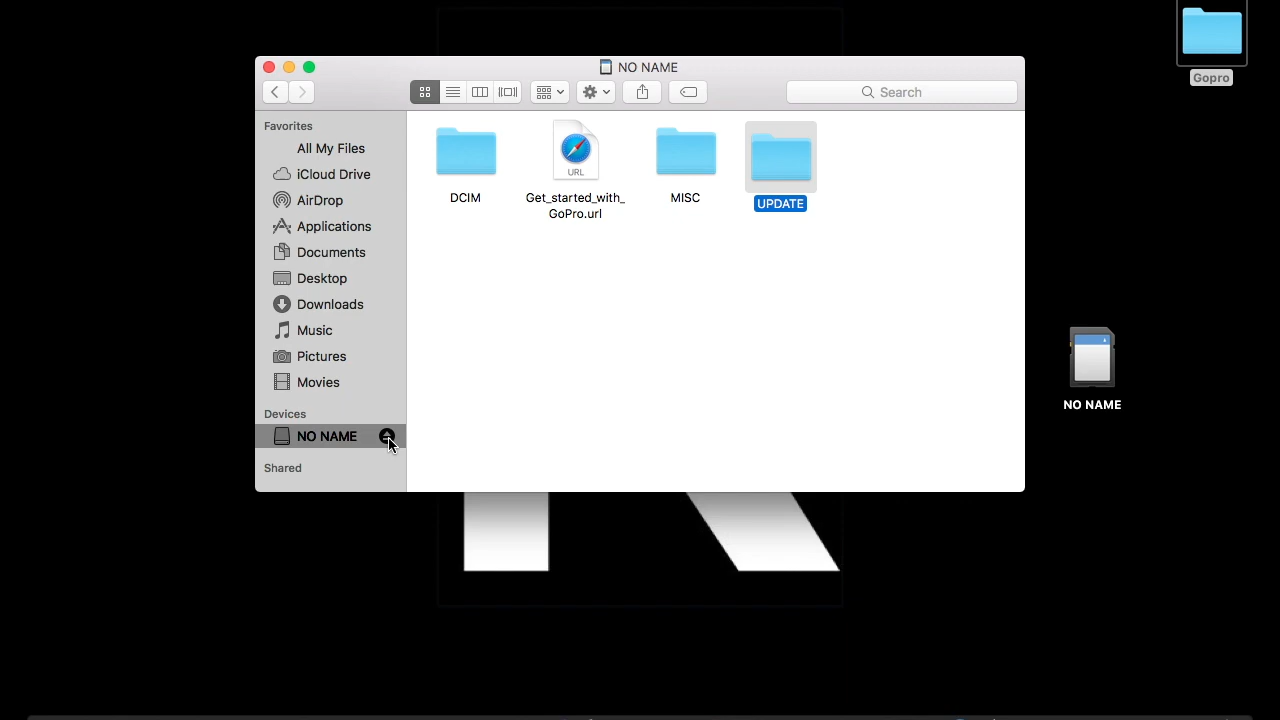 Gopro
NO NAME
Search
Favorites
All My Files
iCloud Drive
AirDrop
Applications
Documents
Desktop
Downloads
Music
Pictures
Movies
Devices
NO NAME
Shared
DCIM
URL
Get_started_with_
GoPro.url
MISC
UPDATE
NO NAME